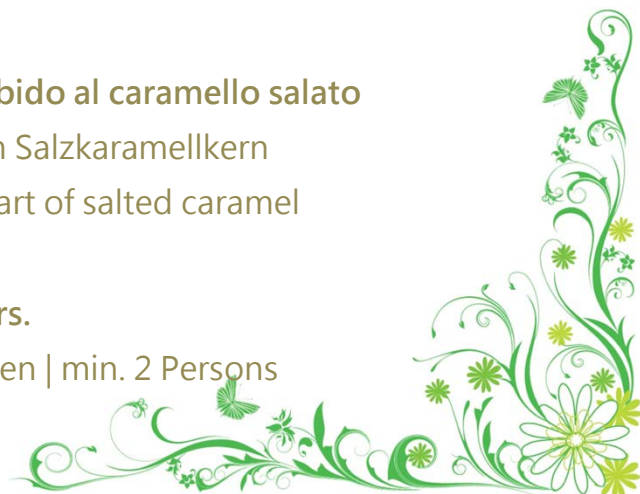 bido al caramello salato
n Salzkaramellkern
art of salted caramel
rs.
en | min. 2 Persons